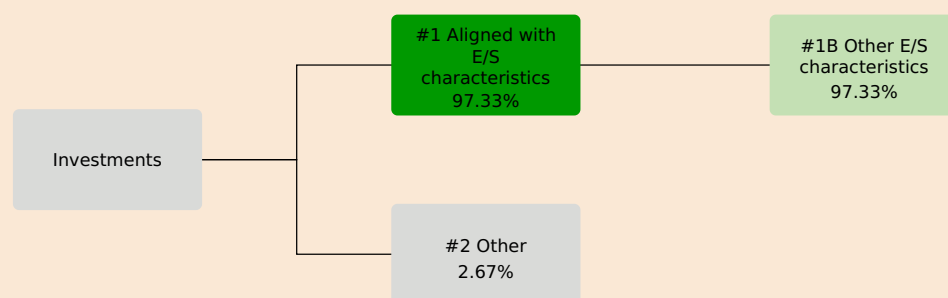 #1 Aligned with
E/S
characteristics
97.33%
#1B Other E/S
characteristics
97.33%
Investments
#2 Other
2.67%